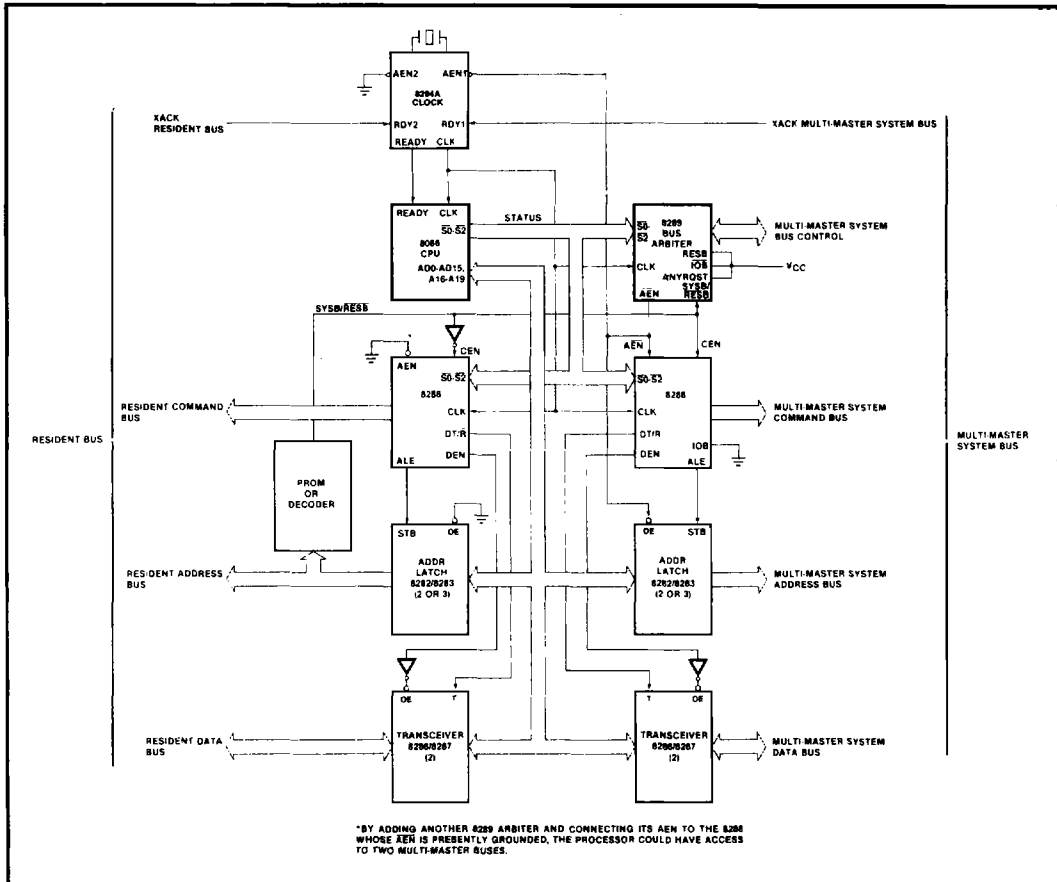 AEN2 AEN1
8284A
CLOCK
XACK
RESIDENT BUS
RDY2 RDY1
XACK MULTI-MASTER SYSTEM BUS
READY CLK
READY CLK
S0-S2
STATUS
8086
CPU
AD0-AD15,
A16-A19
S0-
S2
8289
BUS
ARBITER
RESB
IOB
CLK
ANYRQST
SYSB/
RESB
AEN
MULTI-MASTER SYSTEM
BUS CONTROL
VCC
SYSB/RESB
CEN
AEN
CEN
AEN
S0-S2
8288
CLK
DT/R
DEN
ALE
S0-S2
8288
CLK
DT/R
IOB
DEN
ALE
RESIDENT COMMAND
BUS
MULTI-MASTER SYSTEM
COMMAND BUS
RESIDENT BUS
MULTI-MASTER
SYSTEM BUS
PROM
OR
DECODER
STB OE
ADDR
LATCH
8282/8283
(2 OR 3)
OE STB
ADDR
LATCH
8282/8283
(2 OR 3)
RESIDENT ADDRESS
BUS
MULTI-MASTER SYSTEM
ADDRESS BUS
OE T
TRANSCEIVER
8286/8287
(2)
T OE
TRANSCEIVER
8286/8287
(2)
RESIDENT DATA
BUS
MULTI-MASTER SYSTEM
DATA BUS
*BY ADDING ANOTHER 8289 ARBITER AND CONNECTING ITS AEN TO THE 8288
WHOSE AEN IS PRESENTLY GROUNDED, THE PROCESSOR COULD HAVE ACCESS
TO TWO MULTI-MASTER BUSES.